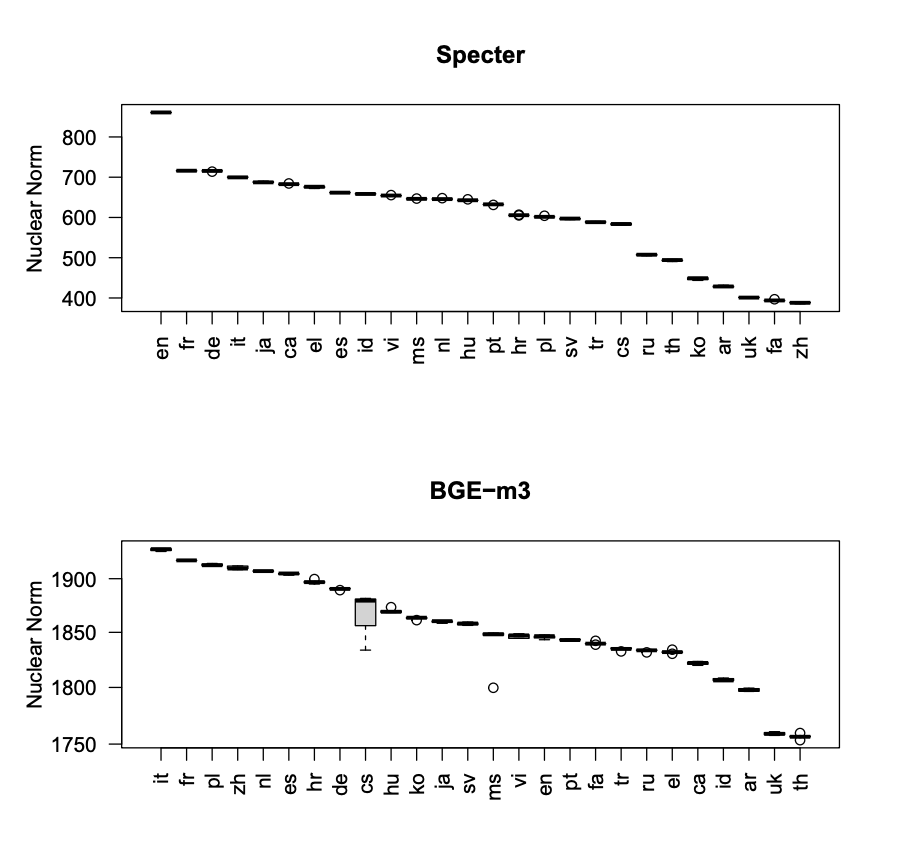 Specter
Nuclear Norm
800
700
600
500
400
en fr de it ja ca el es id vi ms nl hu pt hr pl sv tr cs ru th ko ar uk fa zh
BGE−m3
Nuclear Norm
1900
1850
1800
1750
it fr pl zh nl es hr de cs hu ko ja sv ms vi en pt fa tr ru el ca id ar uk th